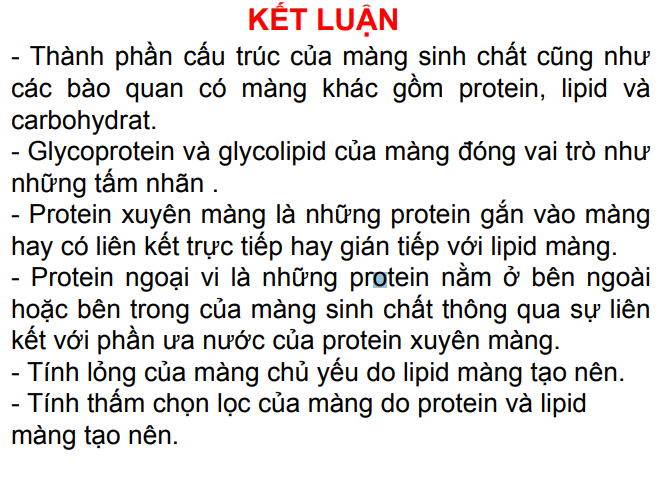 KẾT LUẬN
- Thành phần cấu trúc của màng sinh chất cũng như
các bào quan có màng khác gồm protein, lipid và
carbohydrat.
- Glycoprotein và glycolipid của màng đóng vai trò như
những tấm nhãn .
- Protein xuyên màng là những protein gắn vào màng
hay có liên kết trực tiếp hay gián tiếp với lipid màng.
- Protein ngoại vi là những protein nằm ở bên ngoài
hoặc bên trong của màng sinh chất thông qua sự liên
kết với phần ưa nước của protein xuyên màng.
- Tính lỏng của màng chủ yếu do lipid màng tạo nên.
- Tính thấm chọn lọc của màng do protein và lipid
màng tạo nên.